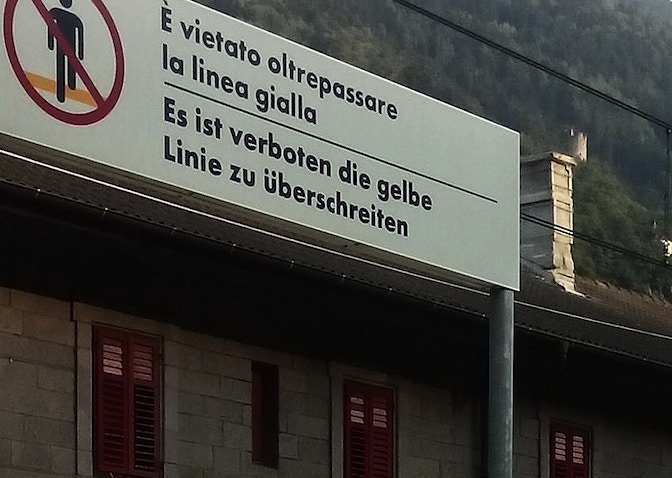 È vietato oltrepassare
la linea gialla
Es ist verboten die gelbe
Linie zu überschreiten